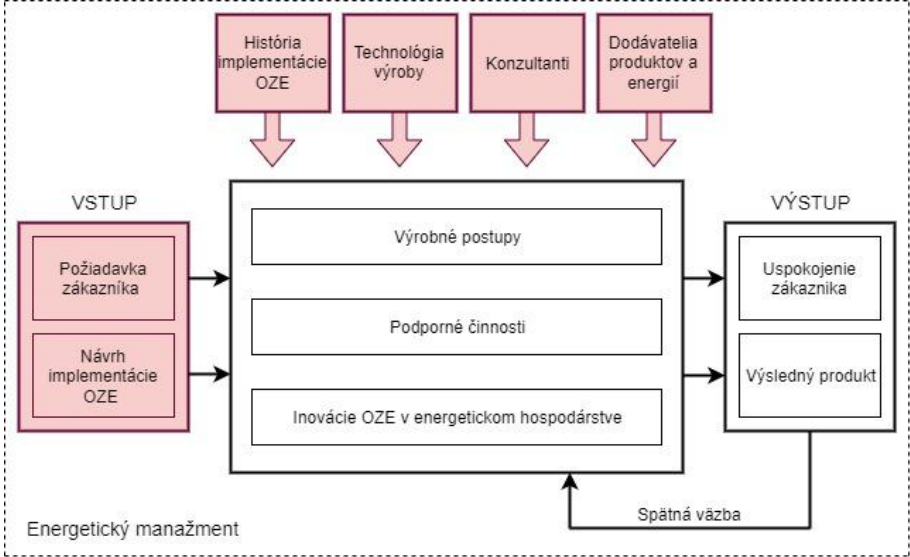 História
implementácie
OZE
Technológia
výroby
Konzultanti
Dodávatelia
produktov a
energií
VSTUP
Požiadavka
zákazníka
Návrh
implementácie
OZE
Výrobné postupy
Podporné činnosti
Inovácie OZE v energetickom hospodárstve
VÝSTUP
Uspokojenie
zákaznika
Výsledný produkt
Spätná väzba
Energetický manažment